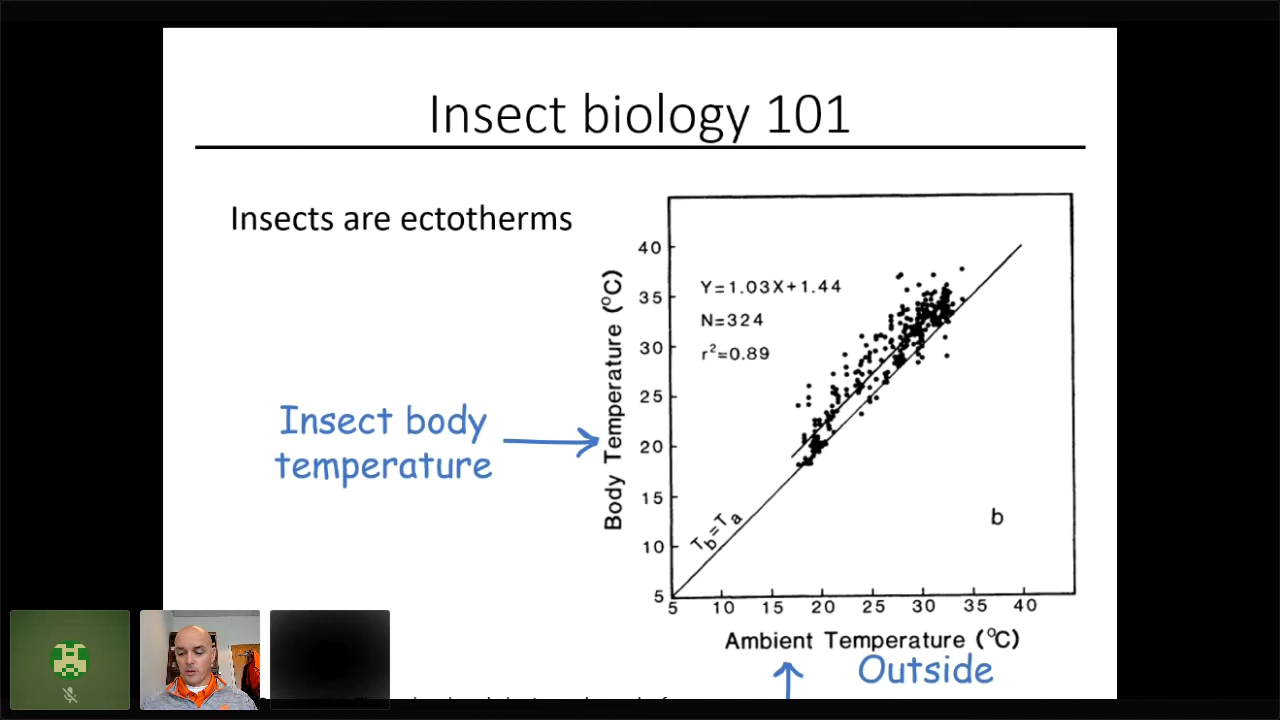 Insect biology 101
Insects are ectotherms
Insect body
temperature
Body Temperature (°C)
40
35
30
25
20
15
10
5
Y=1.03X+1.44
N=324
r²=0.89
Tb=Ta
b
5 10 15 20 25 30 35 40
Ambient Temperature (°C)
Outside